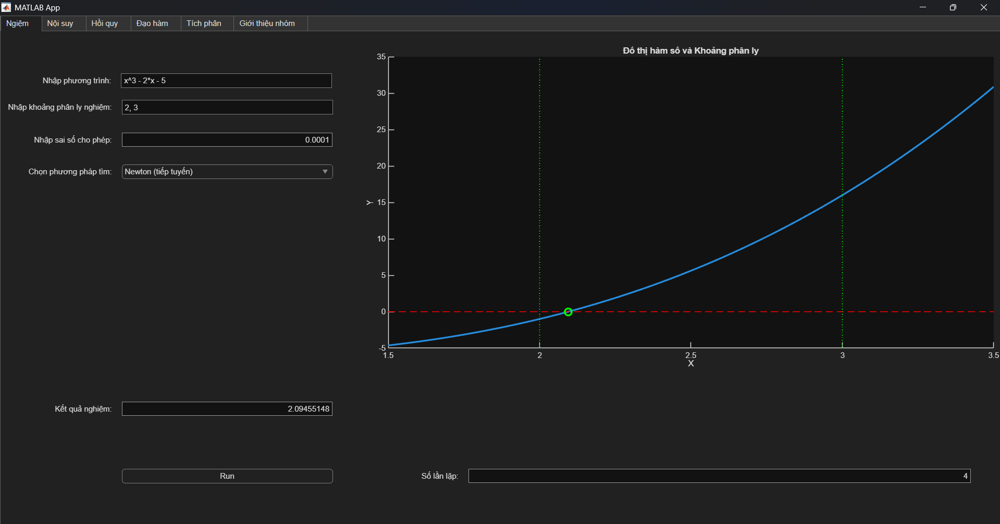 MATLAB App
Ngiệm
Nội suy
Hồi quy
Đạo hàm
Tích phân
Giới thiệu nhóm
Nhập phương trình:
x^3 - 2*x - 5
Nhập khoảng phân ly nghiệm:
2, 3
Nhập sai số cho phép:
0.0001
Chọn phương pháp tìm:
Newton (tiếp tuyến)
Đồ thị hàm số và Khoảng phân ly
35
30
25
20
15
10
5
0
-5
Y
1.5
2
2.5
3
3.5
X
Kết quả nghiệm:
2.09455148
Run
Số lần lặp:
4